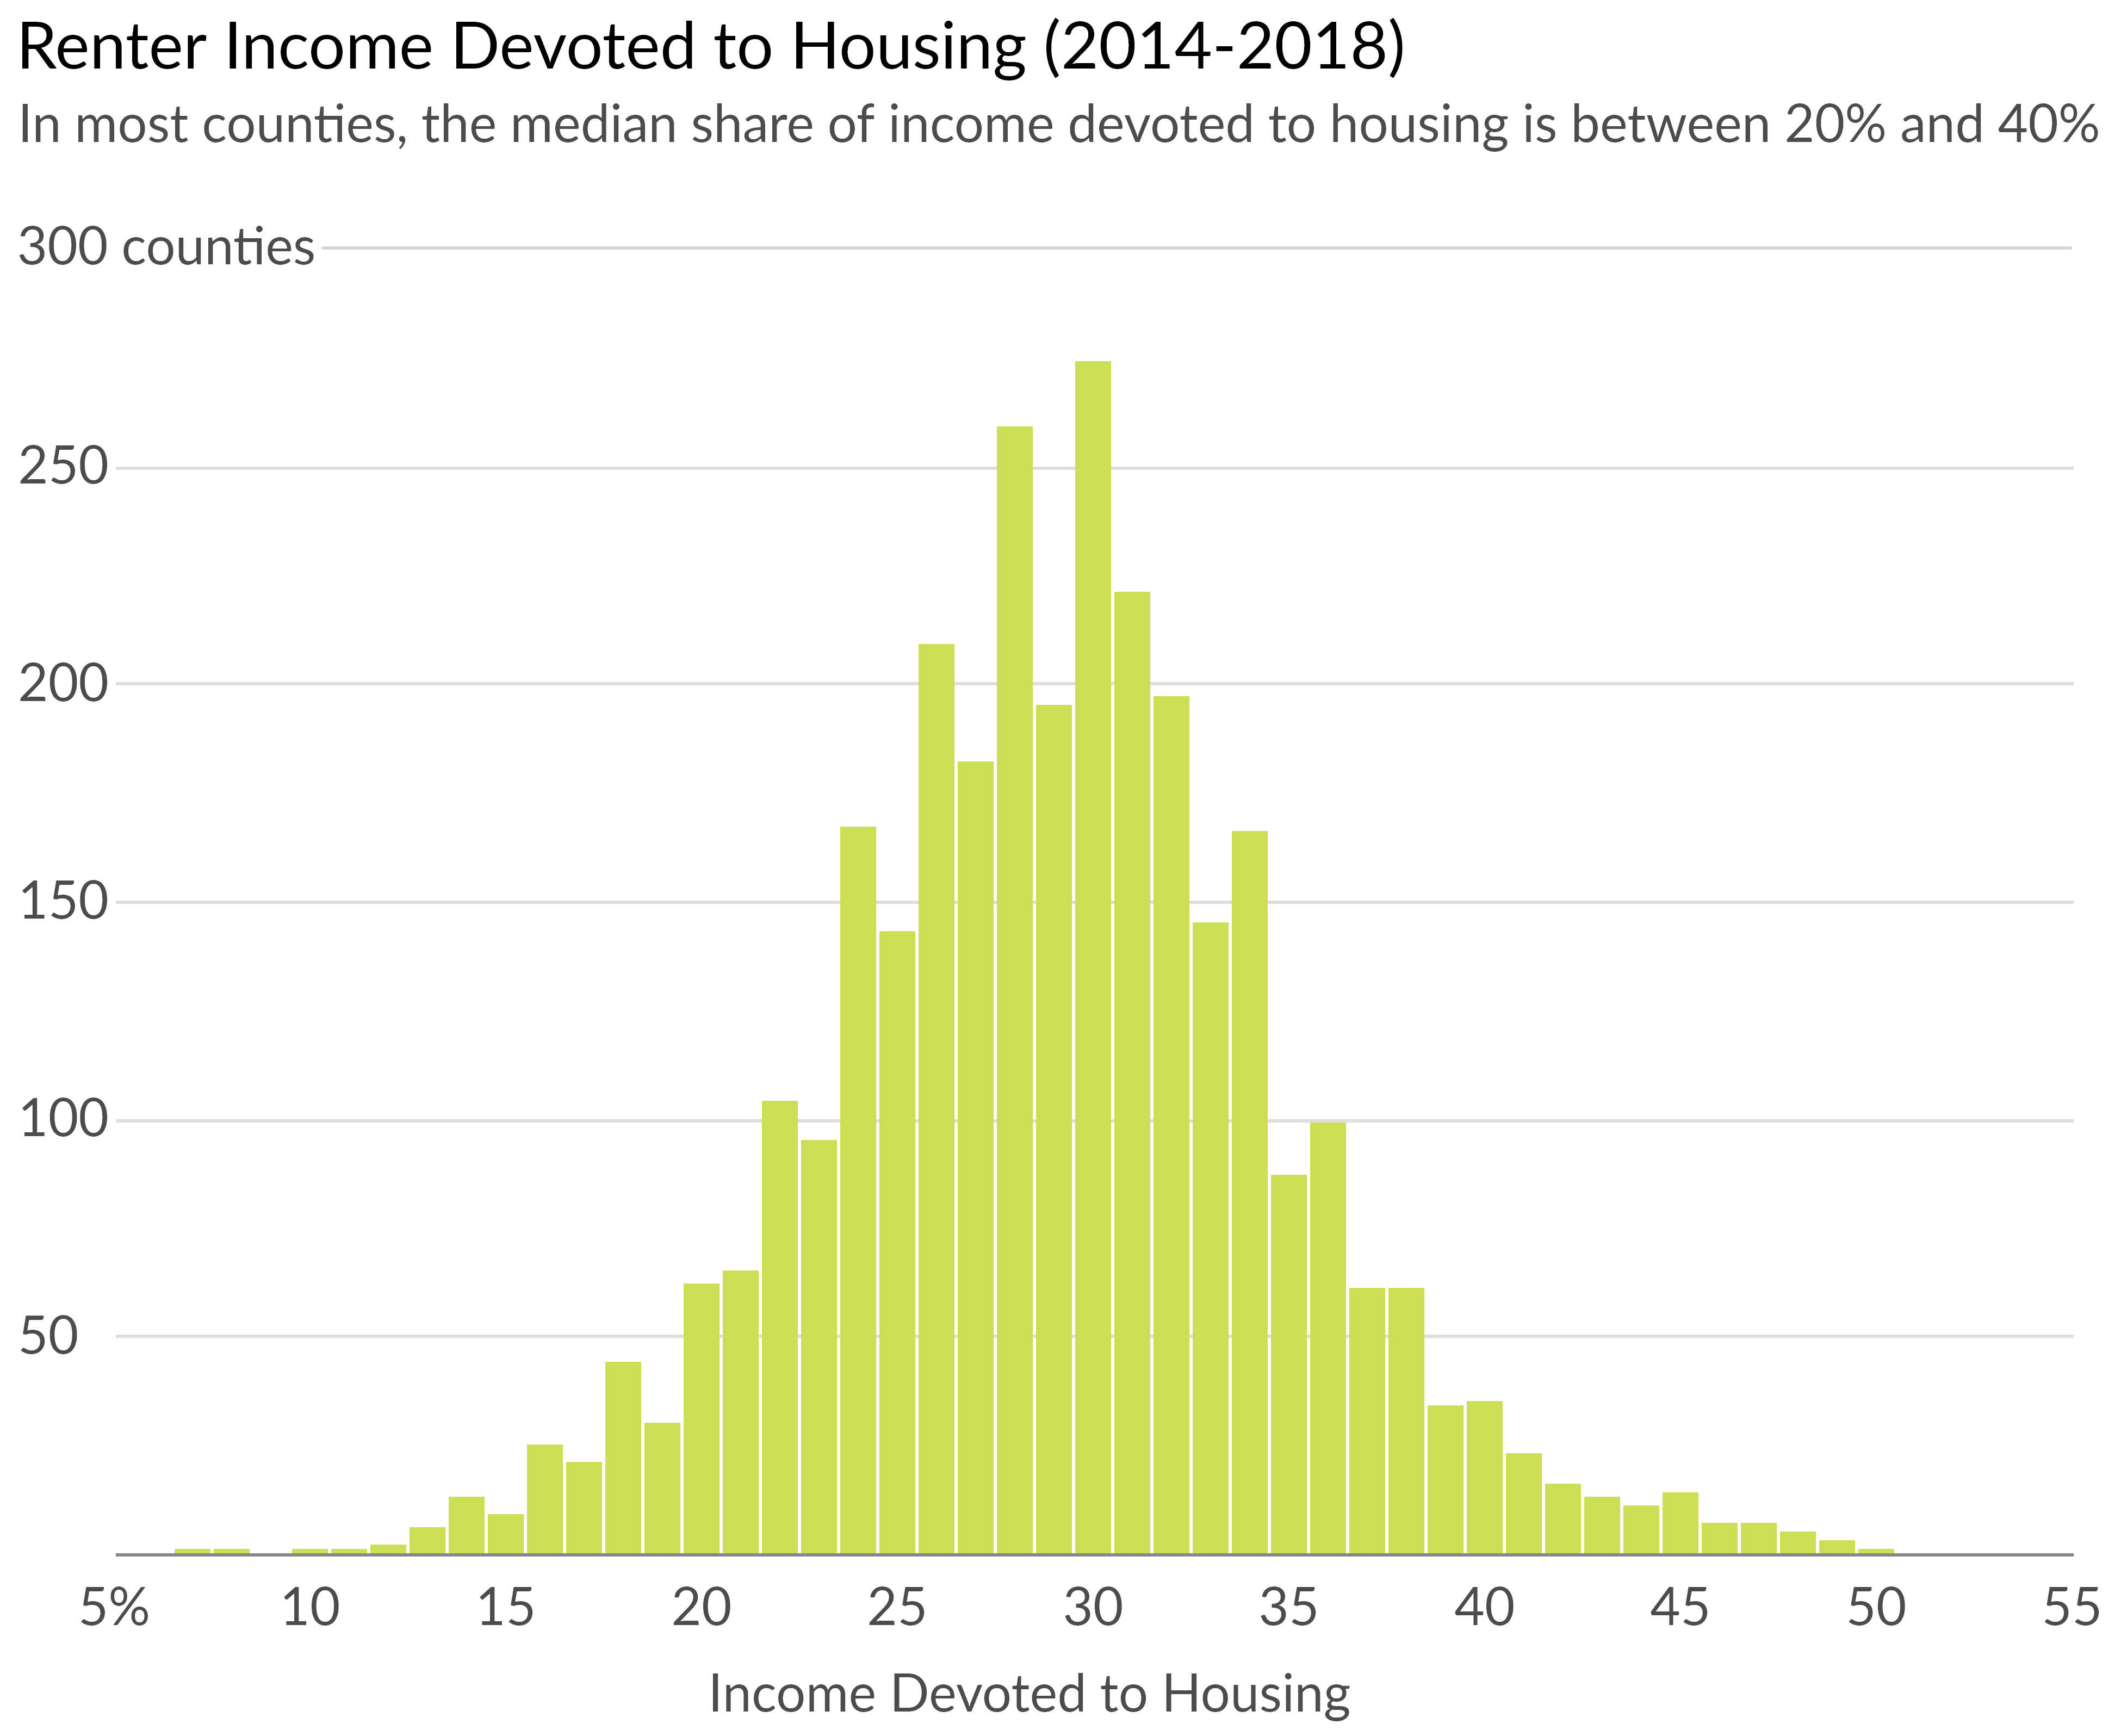 Renter Income Devoted to Housing (2014-2018)
In most counties, the median share of income devoted to housing is between 20% and 40%
300 counties
250
200
150
100
50
5% 10 15 20 25 30 35 40 45 50 55
Income Devoted to Housing